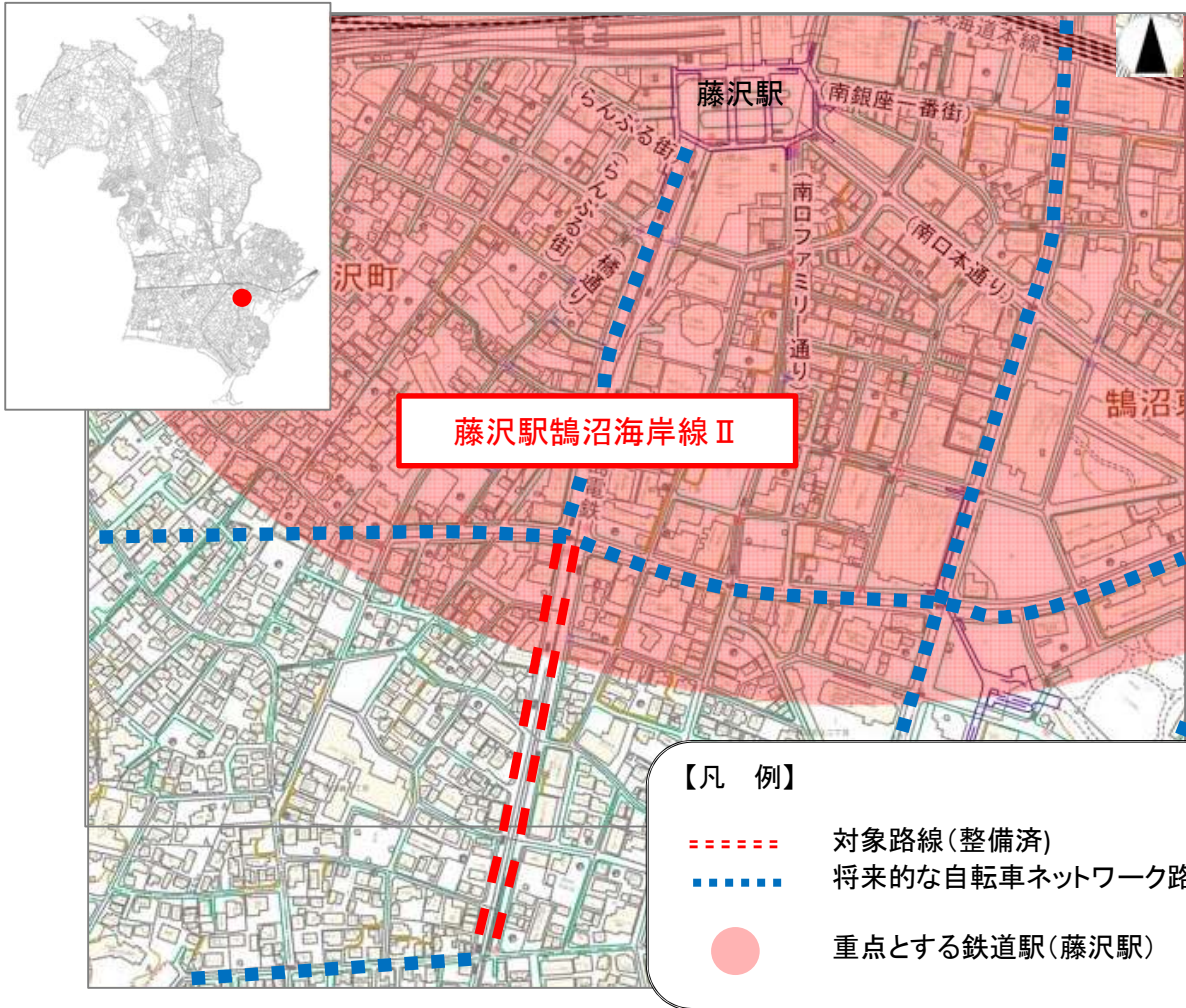 東海道本線
藤沢駅
(南銀座一番街)
(らんぶる街)
(らんぶる街)
(橘通り)
(南口ファミリー通り)
(南口本通り)
沢町
鵠沼
藤沢駅鵠沼海岸線Ⅱ
電鉄
【凡　例】
対象路線(整備済)
将来的な自転車ネットワーク路
重点とする鉄道駅(藤沢駅)